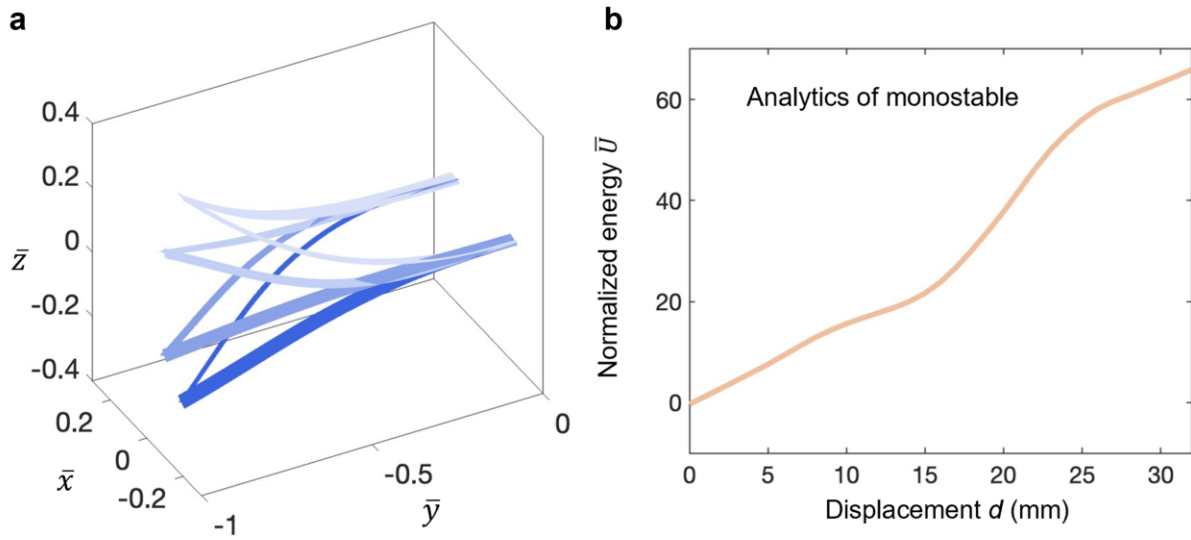 a
0.4
0.2
0
-0.2
-0.4
z̄
0.2
0
-0.2
x̄
-1
-0.5
0
ȳ
b
Analytics of monostable
60
40
20
0
Normalized energy Ū
0
5
10
15
20
25
30
Displacement d (mm)